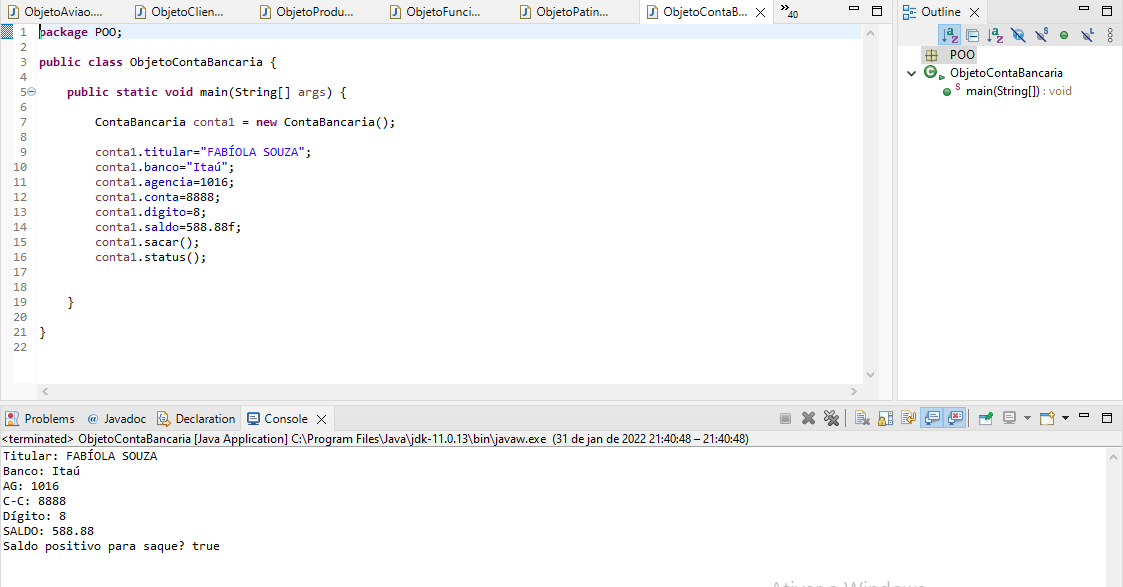 ObjetoAviao.... ObjetoClien... ObjetoProdu... ObjetoFunci... ObjetoPatin... ObjetoContaB... »40
Outline
1 package POO;
2
3 public class ObjetoContaBancaria {
4
5 public static void main(String[] args) {
6
7 ContaBancaria conta1 = new ContaBancaria();
8
9 conta1.titular="FABÍOLA SOUZA";
10 conta1.banco="Itaú";
11 conta1.agencia=1016;
12 conta1.conta=8888;
13 conta1.digito=8;
14 conta1.saldo=588.88f;
15 conta1.sacar();
16 conta1.status();
17
18
19 }
20
21 }
22
POO
ObjetoContaBancaria
main(String[]) : void
Problems @ Javadoc Declaration Console
<terminated> ObjetoContaBancaria [Java Application] C:\Program Files\Java\jdk-11.0.13\bin\javaw.exe (31 de jan de 2022 21:40:48 – 21:40:48)
Titular: FABÍOLA SOUZA
Banco: Itaú
AG: 1016
C-C: 8888
Dígito: 8
SALDO: 588.88
Saldo positivo para saque? true
Ativar o Windows